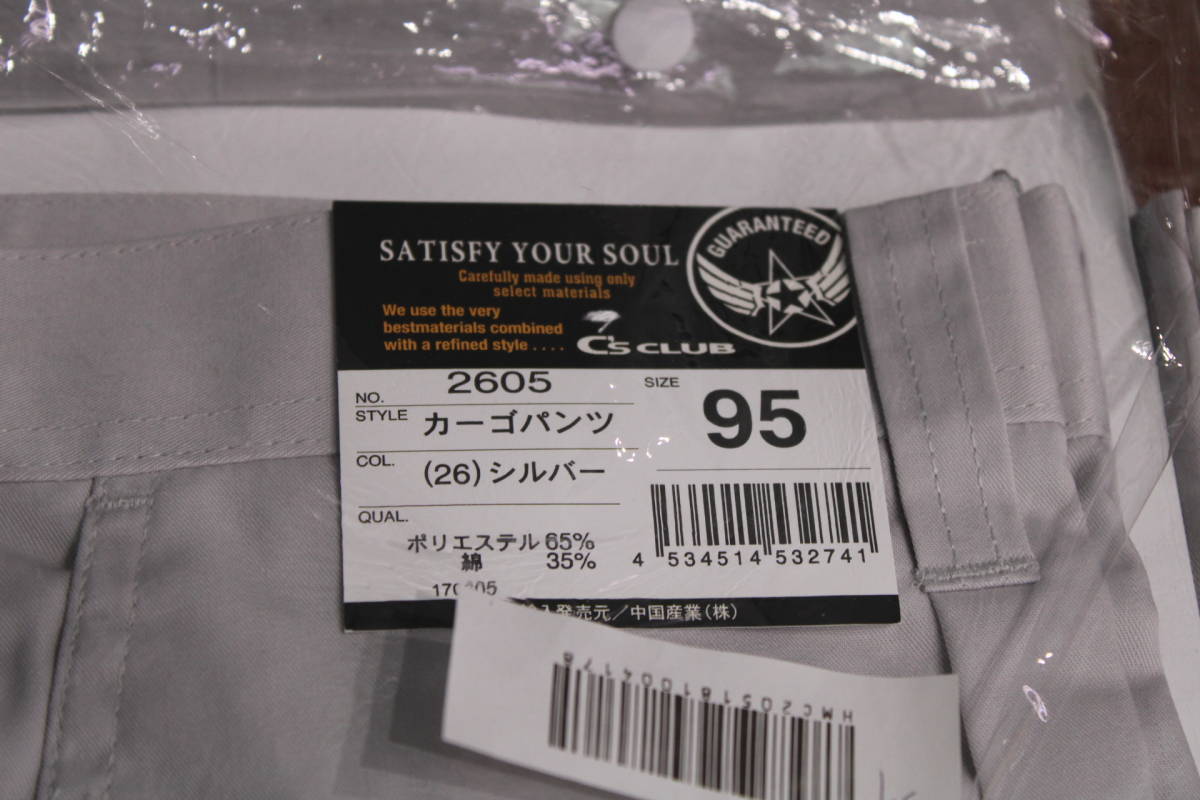 SATISFY YOUR SOUL
Carefully made using only
select materials
We use the very
bestmaterials combined
with a refined style . . . .
C's CLUB
GUARANTEED
NO. 2605
STYLE カーゴパンツ
COL. (26)シルバー
QUAL.
ポリエステル 65%
綿 35%
SIZE
95
4 534514 532741
発売元／中国産業(株)
HMC205181004178